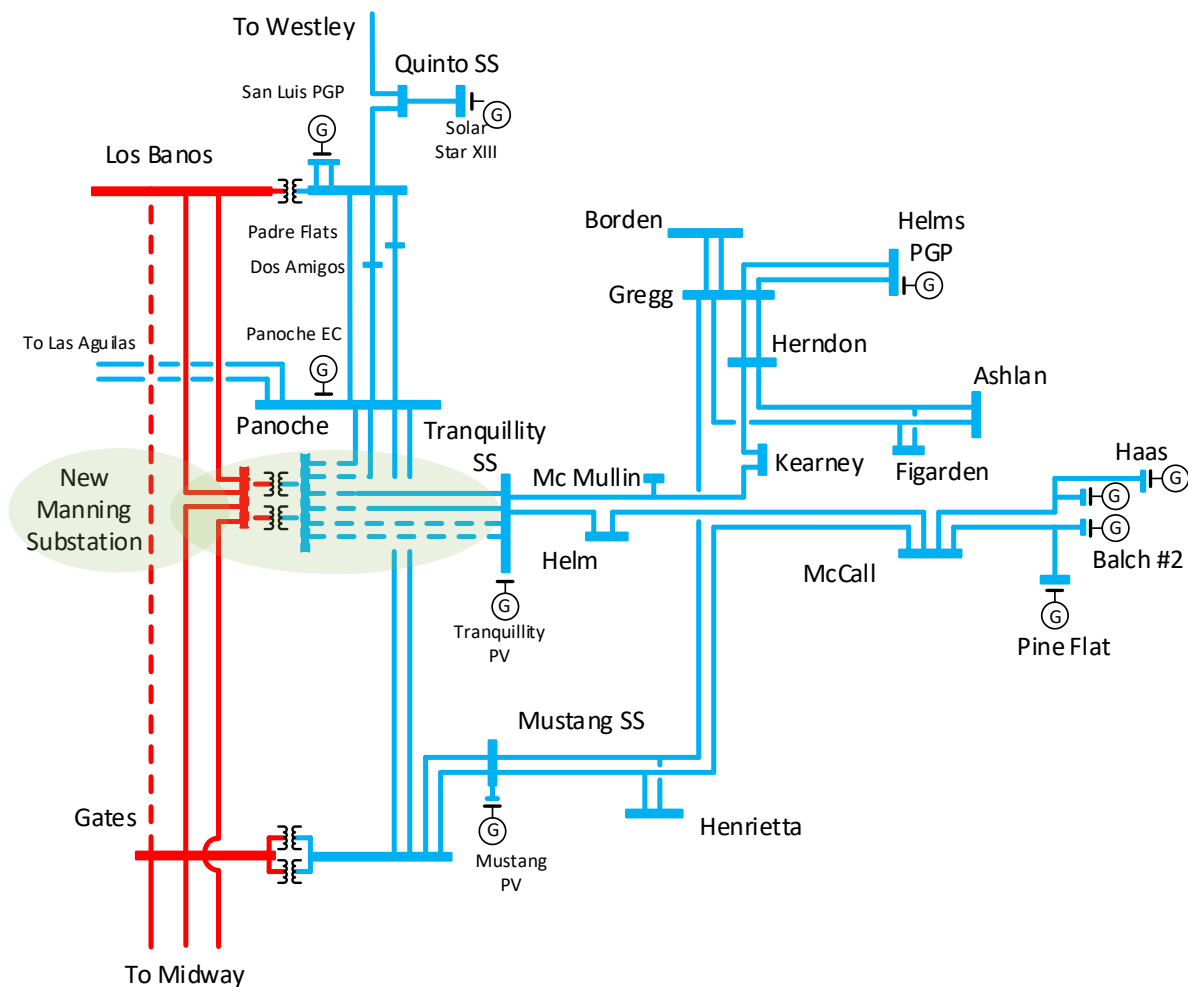 To Westley
Quinto SS
San Luis PGP
G
G
Solar
Star XIII
Los Banos
Padre Flats
Dos Amigos
Borden
Helms
PGP
G
Gregg
Panoche EC
G
To Las Aguilas
Herndon
Ashlan
Panoche
Tranquillity
SS
Kearney
Figarden
Haas
G
Mc Mullin
New
Manning
Substation
G
G
Helm
McCall
Balch #2
G
G
Tranquillity
PV
Pine Flat
Mustang SS
Gates
Henrietta
G
Mustang
PV
To Midway